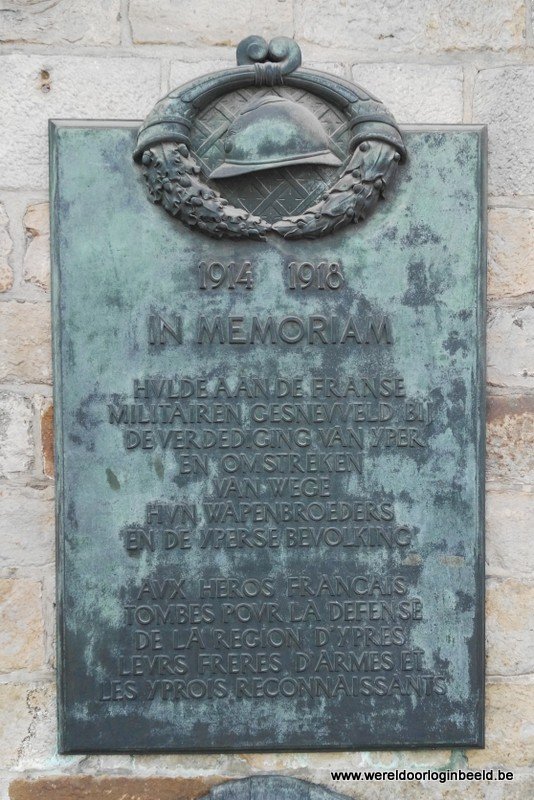 1914 1918
IN MEMORIAM
HVLDE AAN DE FRANSE
MILITAIREN GESNEVVELD BIJ
DE VERDEDIGING VAN YPER
EN OMSTREKEN
VAN WEGE
HVN WAPENBROEDERS
EN DE YPERSE BEVOLKING
AVX HEROS FRANCAIS
TOMBES POVR LA DEFENSE
DE LA REGION D'YPRES
LEVRS FRERES D'ARMES ET
LES YPROIS RECONNAISSANTS
www.wereldoorloginbeeld.be